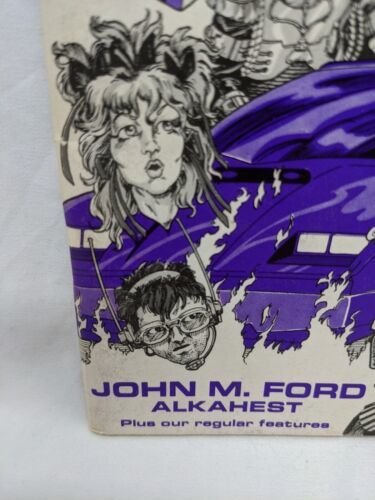 JOHN M. FORD
ALKAHEST
Plus our regular features